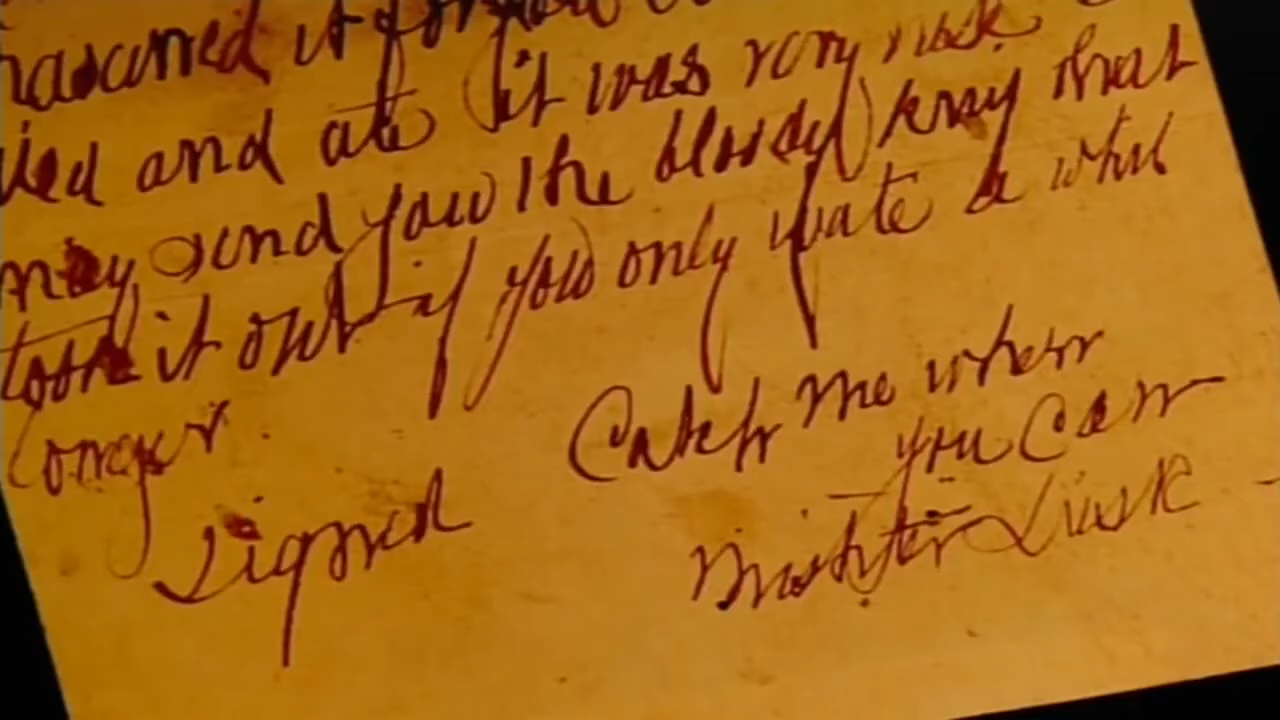 it for
and ate it was very nise
may send you the bloody knif that
took it out if you only wate a whil
longer.
Signed
Catch me when
you Can
Mishter Lusk